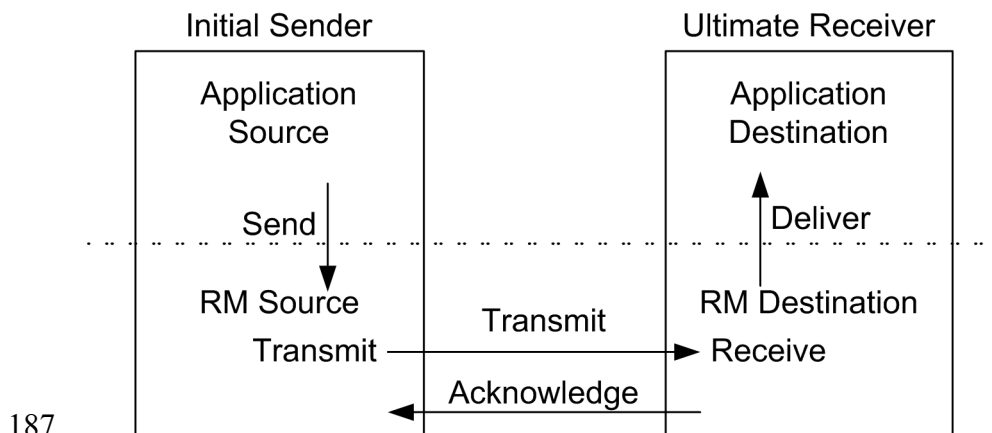 Initial Sender
Ultimate Receiver
Application
Source
Application
Destination
Send
Deliver
RM Source
RM Destination
Transmit
Transmit
Receive
Acknowledge
187